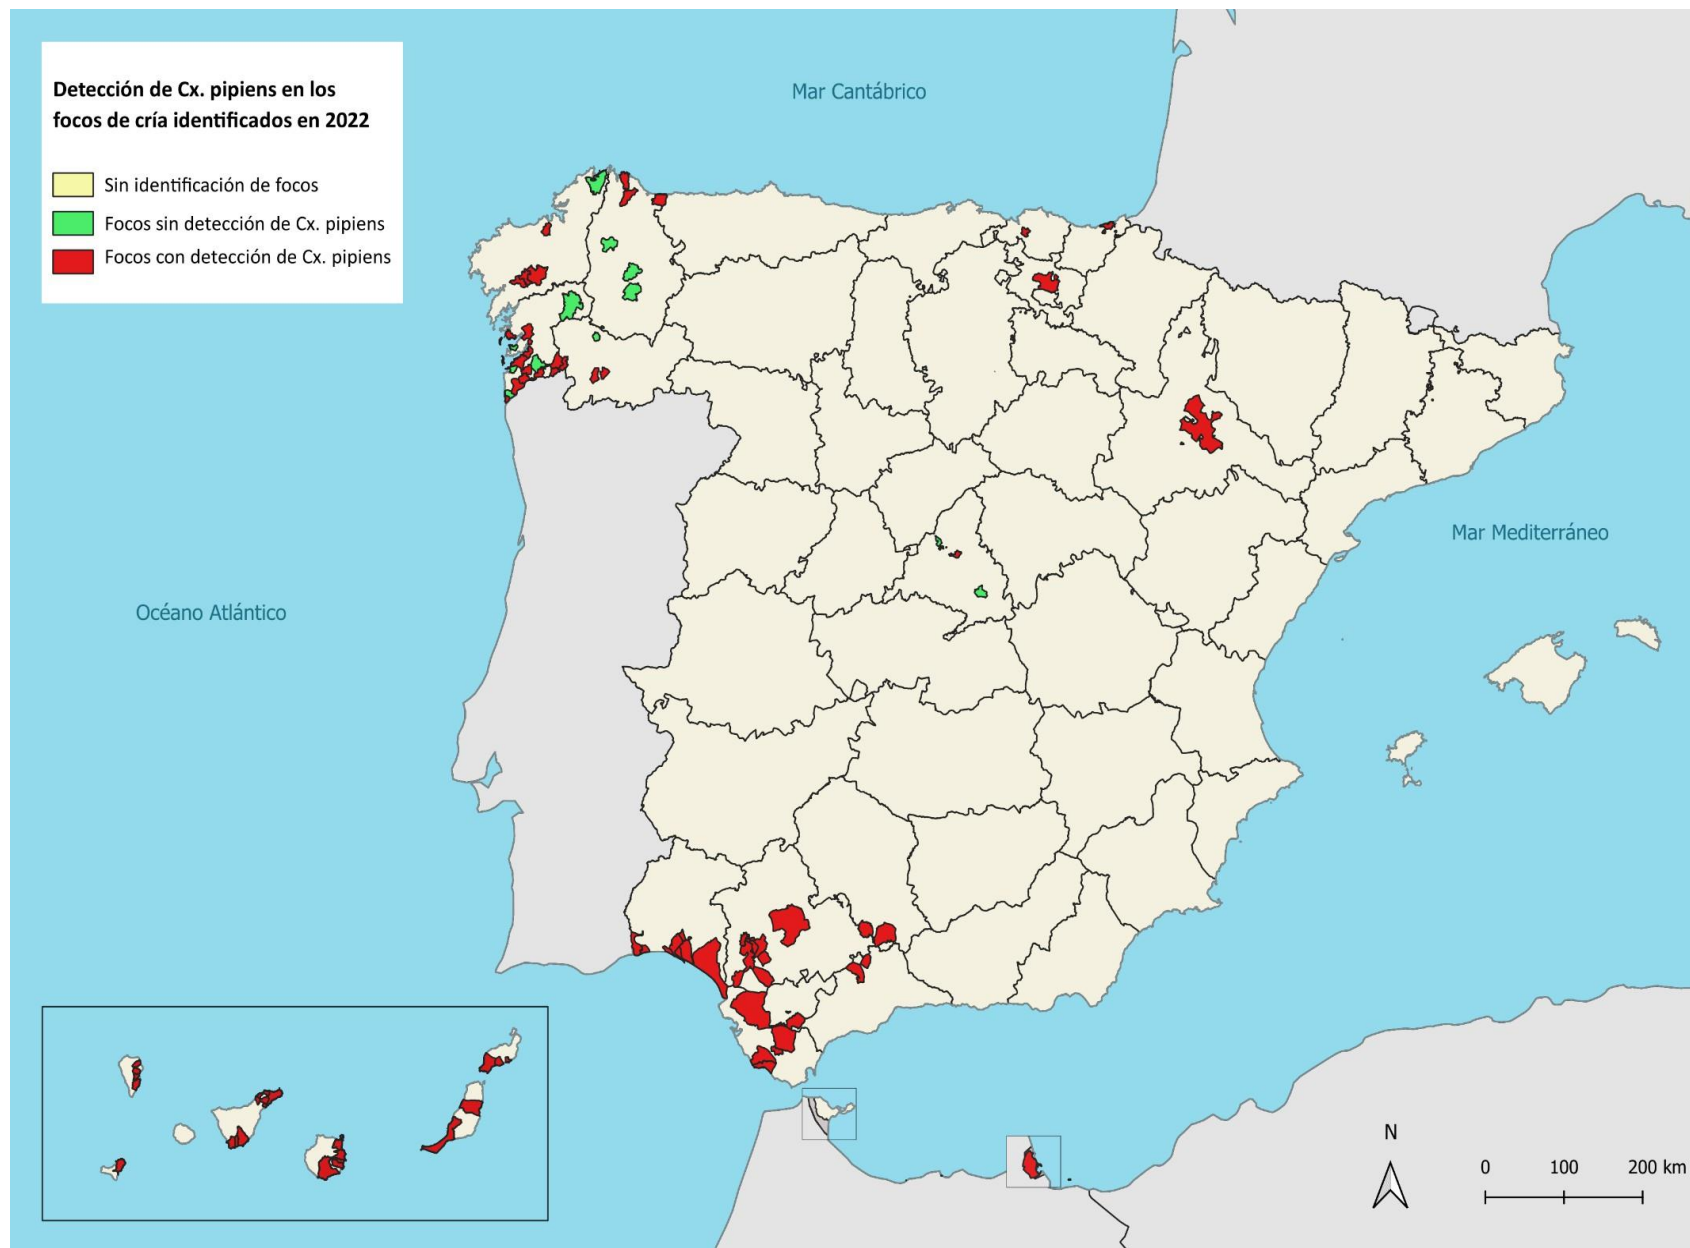 Detección de Cx. pipiens en los
focos de cría identificados en 2022
Sin identificación de focos
Focos sin detección de Cx. pipiens
Focos con detección de Cx. pipiens
Mar Cantábrico
Mar Mediterráneo
Océano Atlántico
N
0 100 200 km